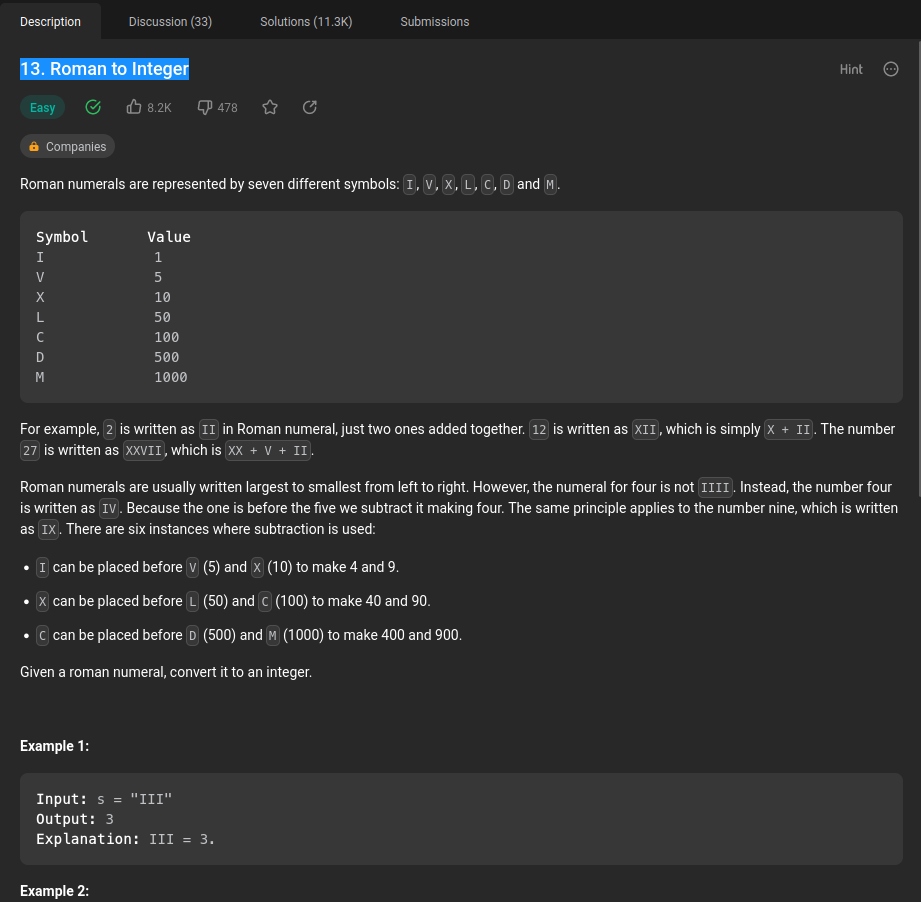 Description Discussion (33) Solutions (11.3K) Submissions
13. Roman to Integer Hint
Easy 8.2K 478
Companies
Roman numerals are represented by seven different symbols: I, V, X, L, C, D and M.
Symbol Value
I 1
V 5
X 10
L 50
C 100
D 500
M 1000
For example, 2 is written as II in Roman numeral, just two ones added together. 12 is written as XII, which is simply X + II. The number
27 is written as XXVII, which is XX + V + II.
Roman numerals are usually written largest to smallest from left to right. However, the numeral for four is not IIII. Instead, the number four
is written as IV. Because the one is before the five we subtract it making four. The same principle applies to the number nine, which is written
as IX. There are six instances where subtraction is used:
• I can be placed before V (5) and X (10) to make 4 and 9.
• X can be placed before L (50) and C (100) to make 40 and 90.
• C can be placed before D (500) and M (1000) to make 400 and 900.
Given a roman numeral, convert it to an integer.
Example 1:
Input: s = "III"
Output: 3
Explanation: III = 3.
Example 2: